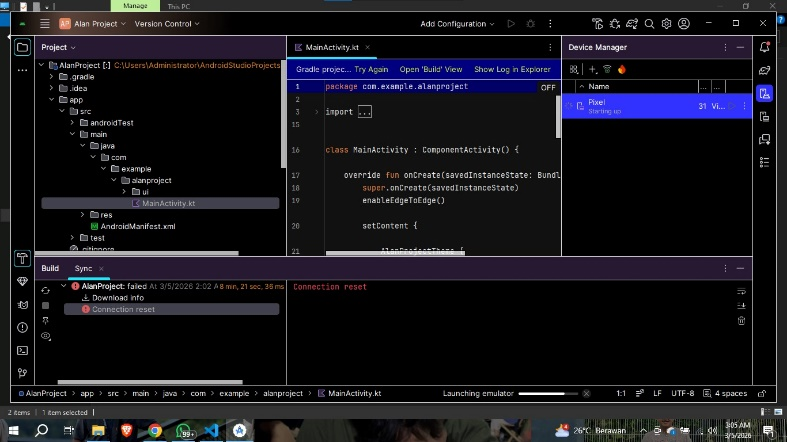 Manage
This PC
AP Alan Project
Version Control
Add Configuration
Project
MainActivity.kt
Device Manager
AlanProject [:] C:\Users\Administrator\AndroidStudioProjects
.gradle
.idea
app
src
androidTest
main
java
com
example
alanproject
ui
MainActivity.kt
res
AndroidManifest.xml
test
.gitignore
Gradle projec... Try Again Open 'Build' View Show Log in Explorer
OFF
1 package com.example.alanproject
2
3 import ...
15
16 class MainActivity : ComponentActivity() {
17 override fun onCreate(savedInstanceState: Bundl
18 super.onCreate(savedInstanceState)
19 enableEdgeToEdge()
20 setContent {
21 AlanProjectTheme {
Name ... ...
Pixel 31 Vi...
Starting up
Build Sync
AlanProject: failed At 3/5/2026 2:02 A 8 min, 21 sec, 36 ms
Download info
Connection reset
Connection reset
AlanProject > app > src > main > java > com > example > alanproject > MainActivity.kt
Launching emulator
1:1 LF UTF-8 4 spaces
2 items 1 item selected
99+
26°C Berawan
3:05 AM
3/5/2026